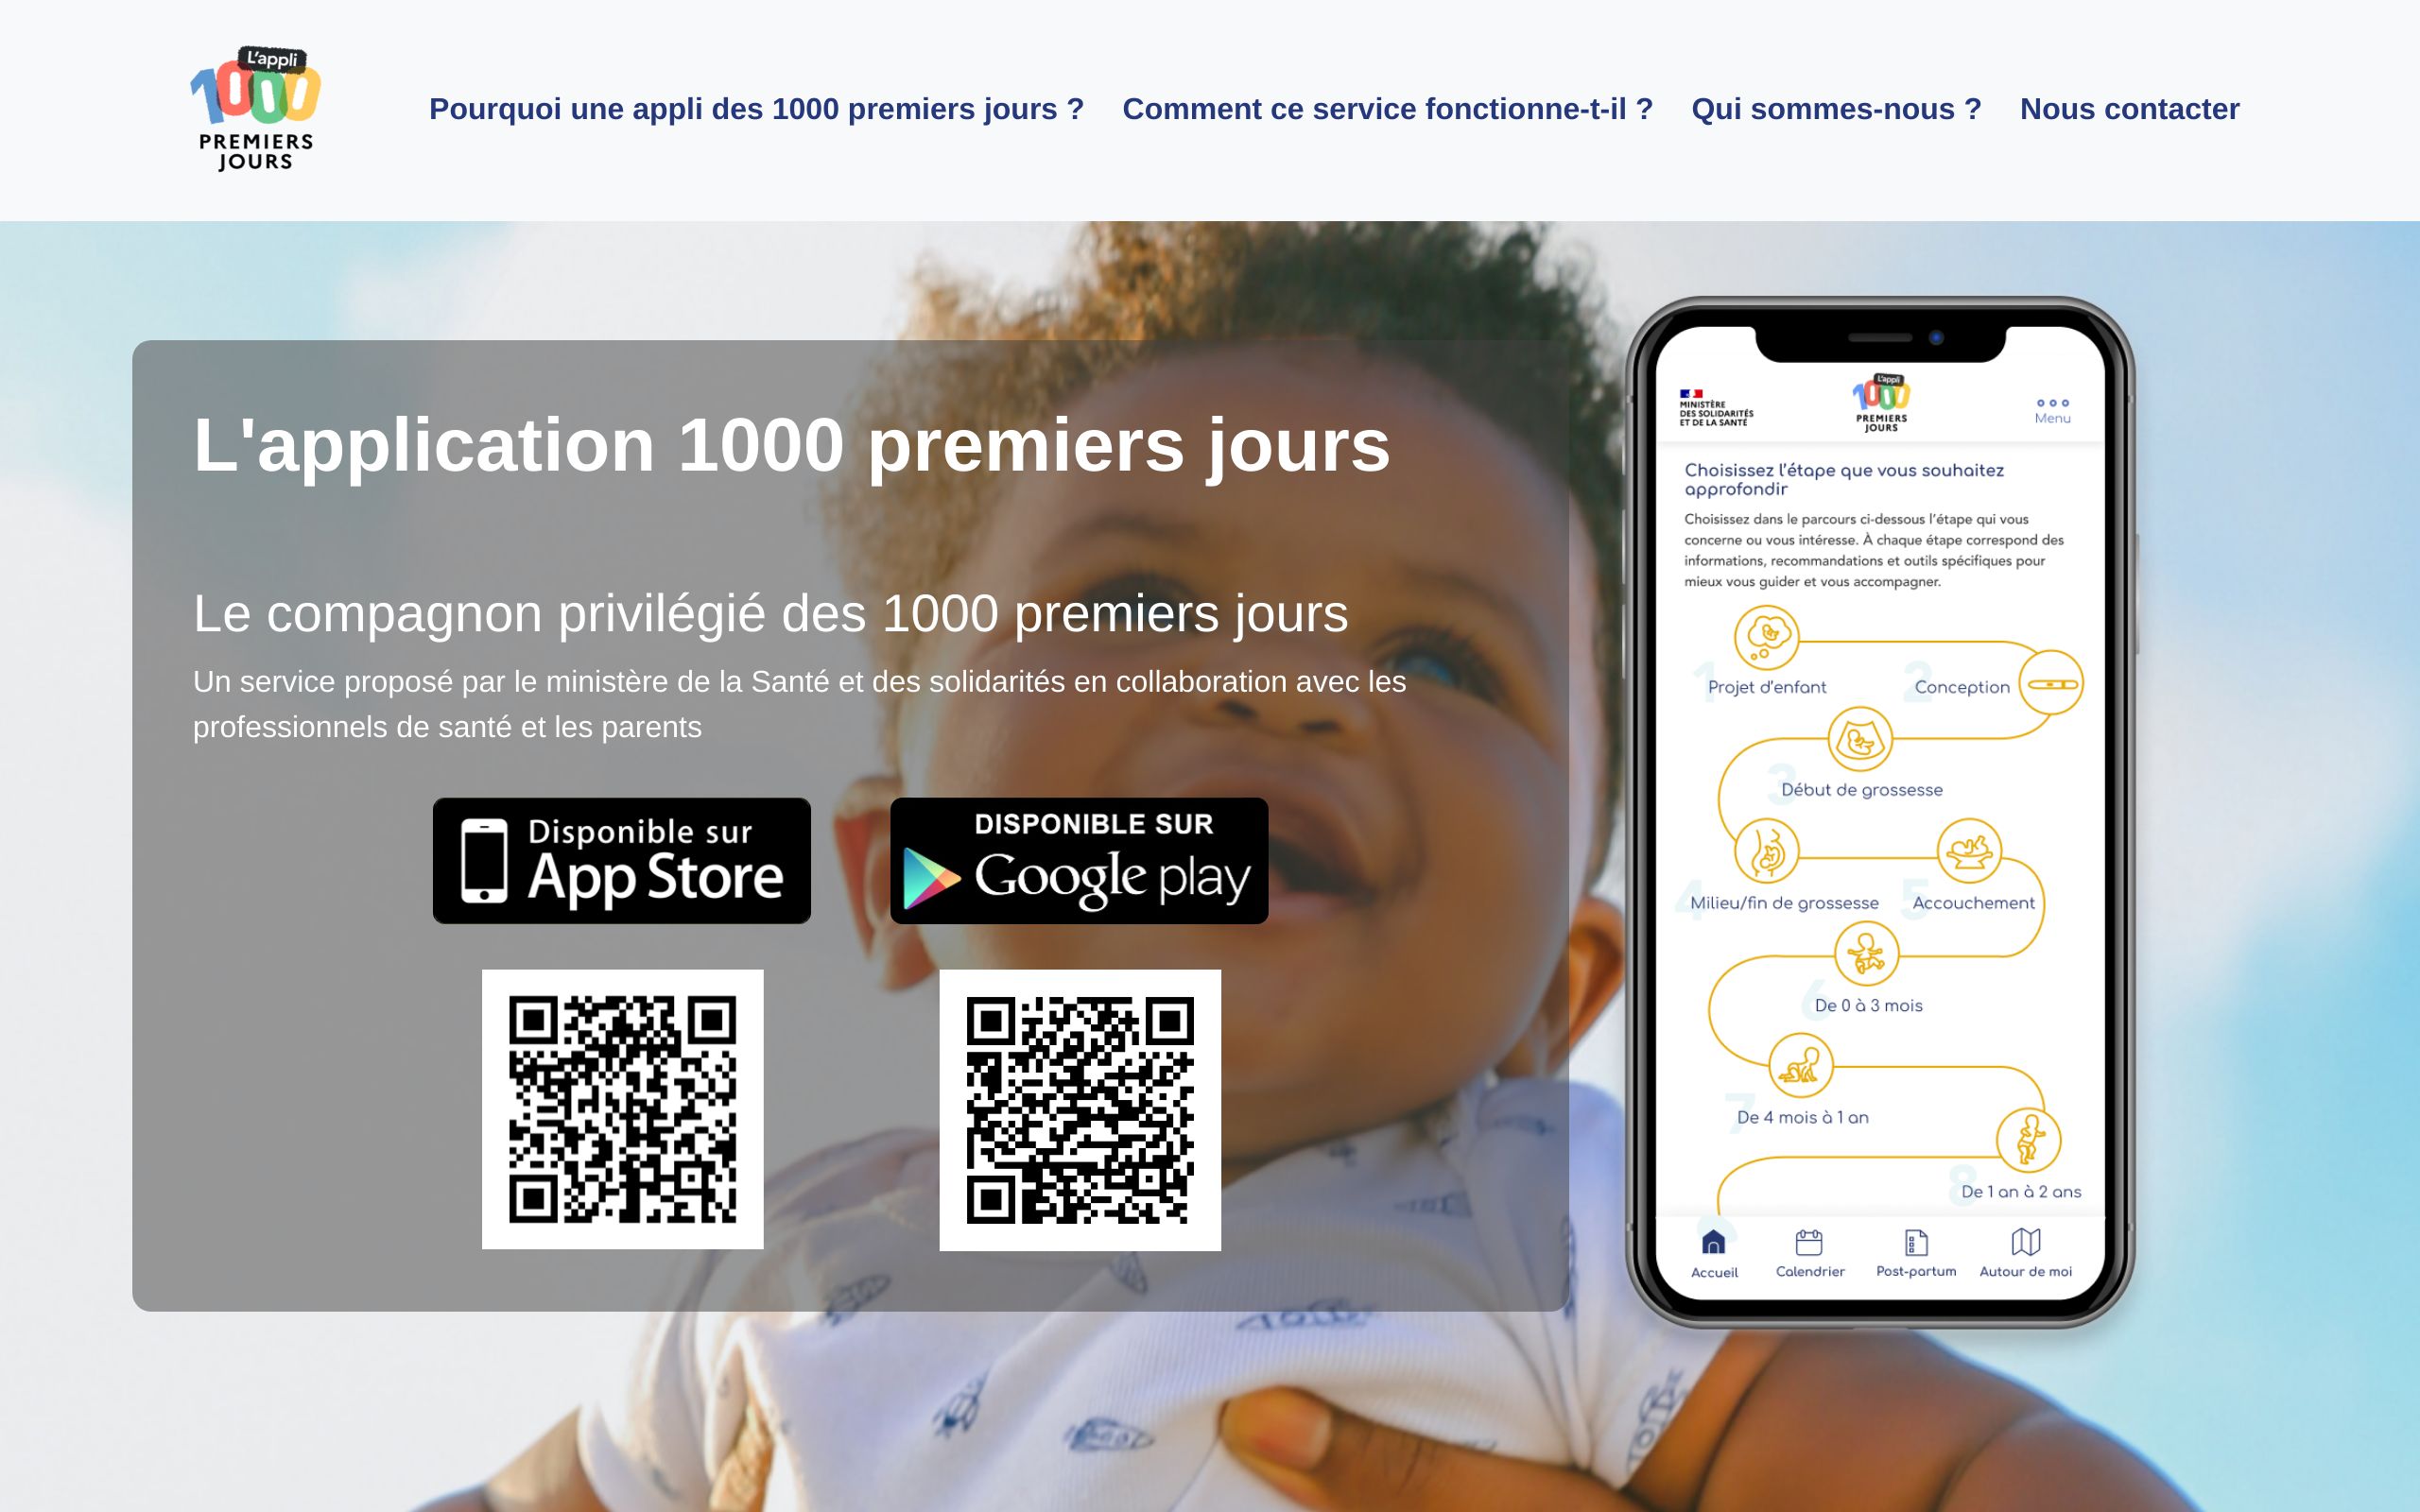 L'appli
1000
PREMIERS
JOURS
Pourquoi une appli des 1000 premiers jours ?
Comment ce service fonctionne-t-il ?
Qui sommes-nous ?
Nous contacter
L'application 1000 premiers jours
Le compagnon privilégié des 1000 premiers jours
Un service proposé par le ministère de la Santé et des solidarités en collaboration avec les
professionnels de santé et les parents
Disponible sur
App Store
DISPONIBLE SUR
Google play
MINISTÈRE
DES SOLIDARITÉS
ET DE LA SANTÉ
L'appli
1000
PREMIERS
JOURS
Menu
Choisissez l'étape que vous souhaitez
approfondir
Choisissez dans le parcours ci-dessous l'étape qui vous
concerne ou vous intéresse. À chaque étape correspond des
informations, recommandations et outils spécifiques pour
mieux vous guider et vous accompagner.
1
Projet d'enfant
2
Conception
3
Début de grossesse
4
Milieu/fin de grossesse
5
Accouchement
6
De 0 à 3 mois
7
De 4 mois à 1 an
8
De 1 an à 2 ans
Accueil
Calendrier
Post-partum
Autour de moi